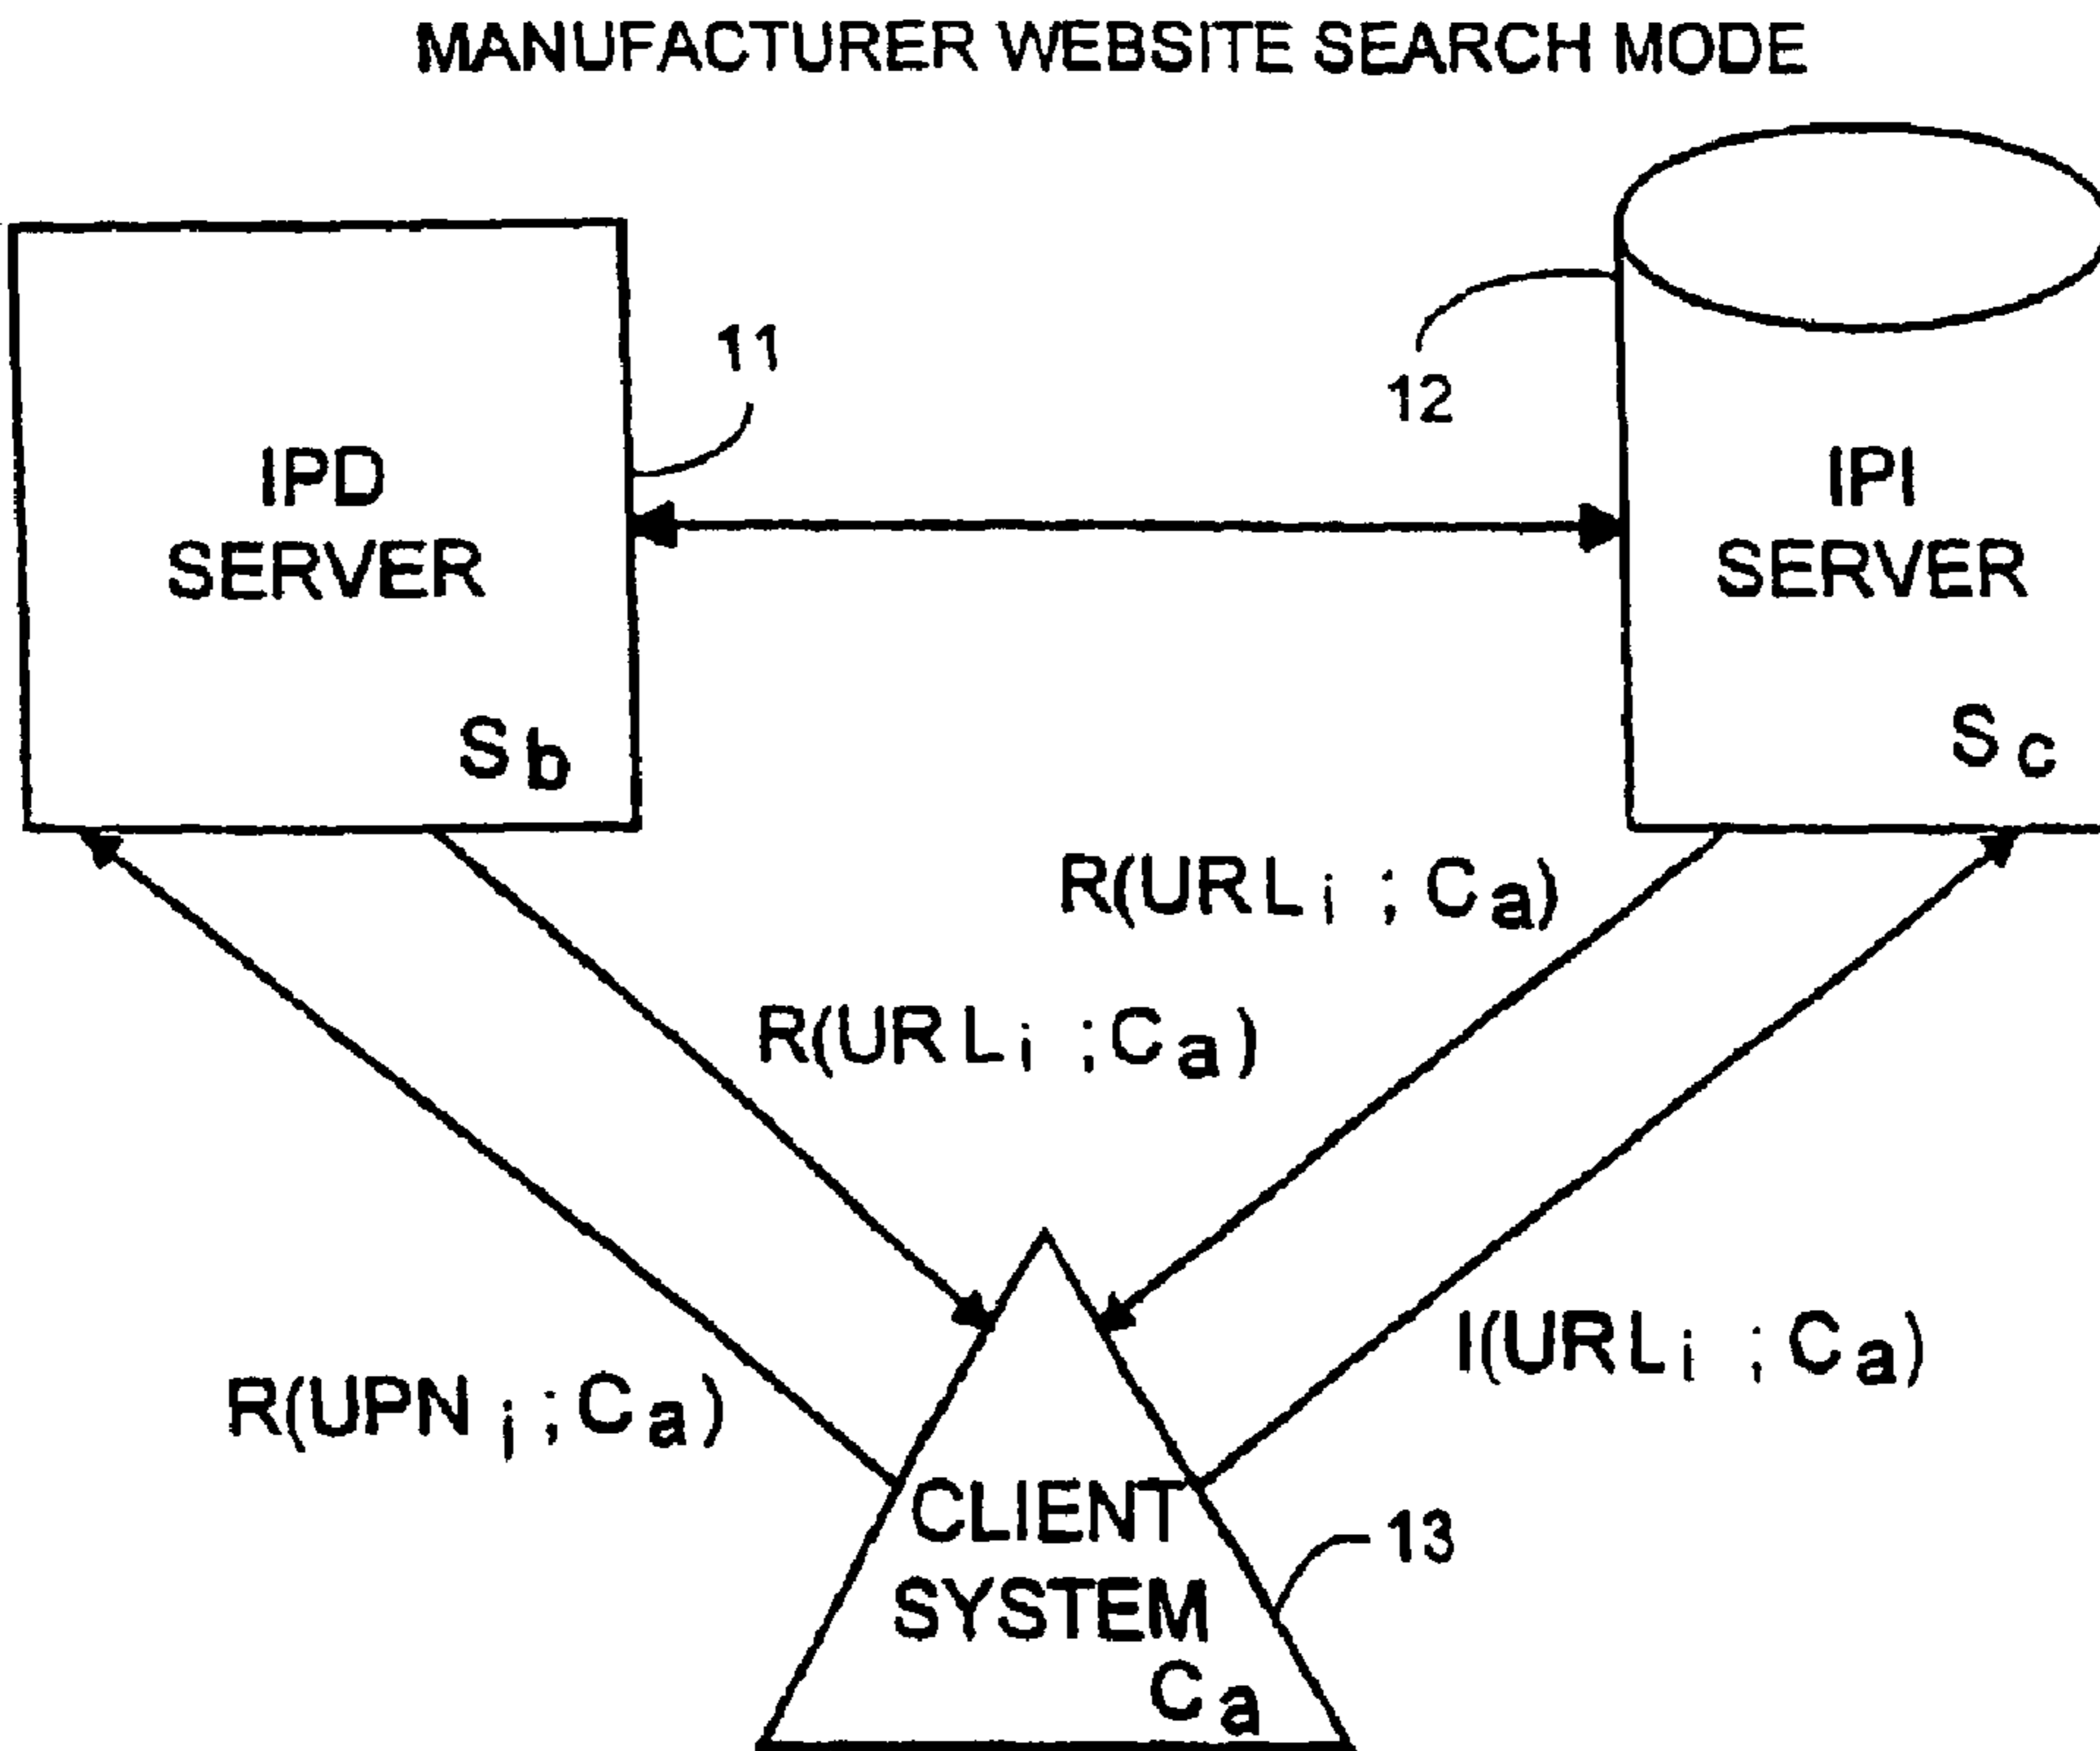 MANUFACTURER WEBSITE SEARCH MODE
11
12
IPD
SERVER
Sb
IPI
SERVER
Sc
R(URLi ; Ca)
R(URLi ;Ca)
R(UPN i ; Ca)
I(URLi ; Ca)
CLIENT
SYSTEM
Ca
13